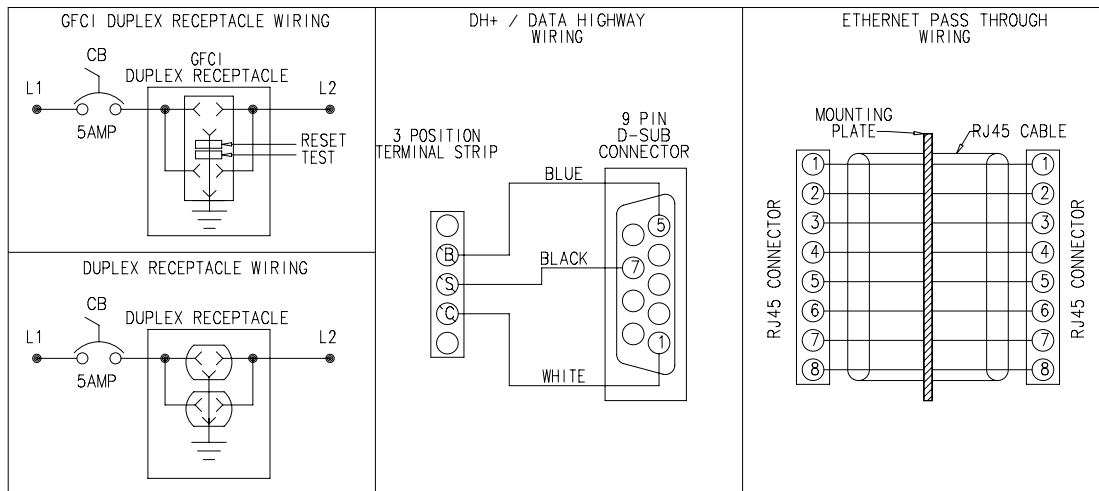 GFCI DUPLEX RECEPTACLE WIRING
CB
GFCI
DUPLEX RECEPTACLE
L1
L2
5AMP
RESET
TEST
DUPLEX RECEPTACLE WIRING
CB
DUPLEX RECEPTACLE
L1
L2
5AMP
DH+ / DATA HIGHWAY
WIRING
3 POSITION
TERMINAL STRIP
9 PIN
D-SUB
CONNECTOR
BLUE
5
B
BLACK
7
S
C
1
WHITE
ETHERNET PASS THROUGH
WIRING
MOUNTING
PLATE
RJ45 CABLE
RJ45 CONNECTOR
1 1
2 2
3 3
4 4
5 5
6 6
7 7
8 8
RJ45 CONNECTOR